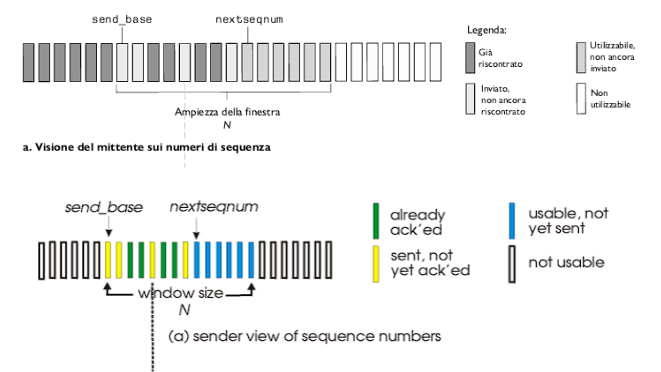 send_base
nextseqnum
Legenda:
Già
riscontrato
Utilizzabile,
non ancora
inviato
Inviato,
non ancora
riscontrato
Non
utilizzabile
Ampiezza della finestra
N
a. Visione del mittente sui numeri di sequenza
send_base
nextseqnum
already
ack'ed
usable, not
yet sent
sent, not
yet ack'ed
not usable
window size
N
(a) sender view of sequence numbers